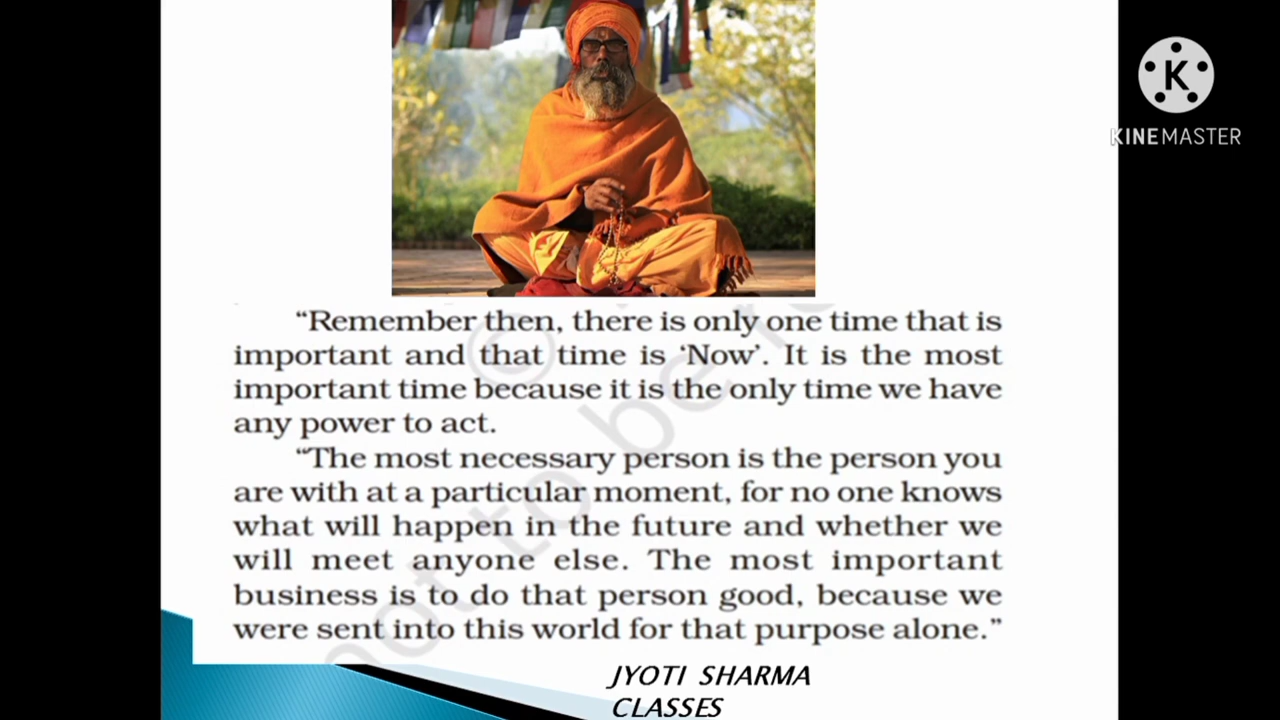 KINEMASTER
“Remember then, there is only one time that is
important and that time is ‘Now’. It is the most
important time because it is the only time we have
any power to act.
“The most necessary person is the person you
are with at a particular moment, for no one knows
what will happen in the future and whether we
will meet anyone else. The most important
business is to do that person good, because we
were sent into this world for that purpose alone.”
JYOTI SHARMA
CLASSES
not to be re